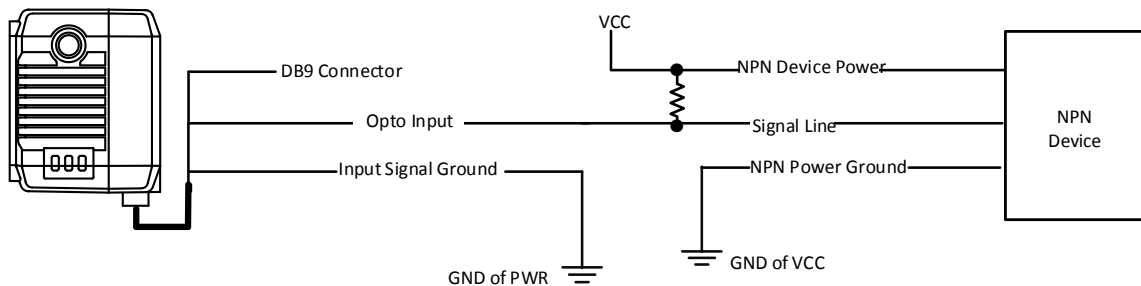 VCC
DB9 Connector
NPN Device Power
Opto Input
Signal Line
NPN
Device
Input Signal Ground
NPN Power Ground
GND of PWR
GND of VCC